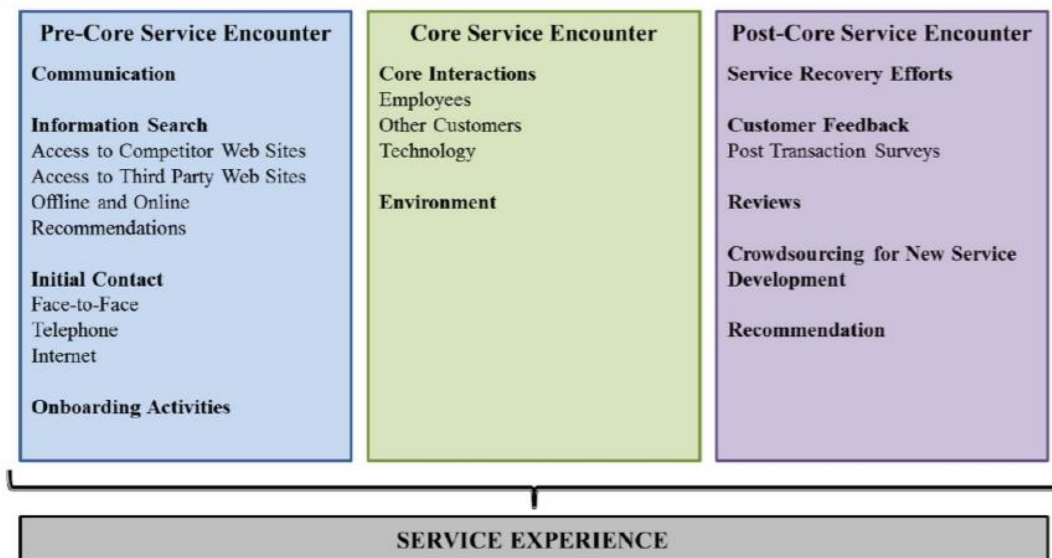 Pre-Core Service Encounter
Communication
Information Search
Access to Competitor Web Sites
Access to Third Party Web Sites
Offline and Online
Recommendations
Initial Contact
Face-to-Face
Telephone
Internet
Onboarding Activities
Core Service Encounter
Core Interactions
Employees
Other Customers
Technology
Environment
Post-Core Service Encounter
Service Recovery Efforts
Customer Feedback
Post Transaction Surveys
Reviews
Crowdsourcing for New Service
Development
Recommendation
SERVICE EXPERIENCE